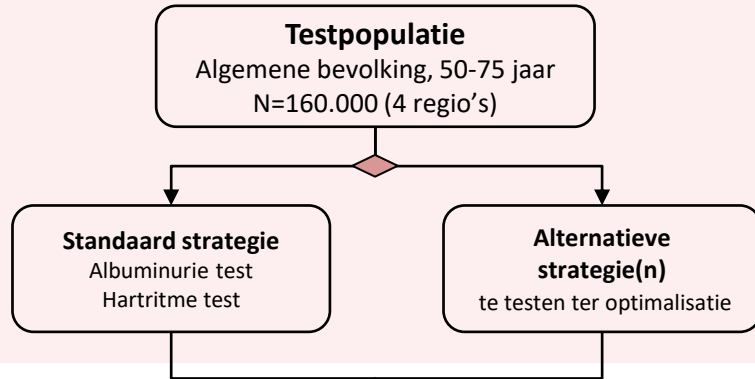 Testpopulatie
Algemene bevolking, 50-75 jaar
N=160.000 (4 regio's)
Standaard strategie
Albuminurie test
Hartritme test
Alternatieve
strategie(n)
te testen ter optimalisatie